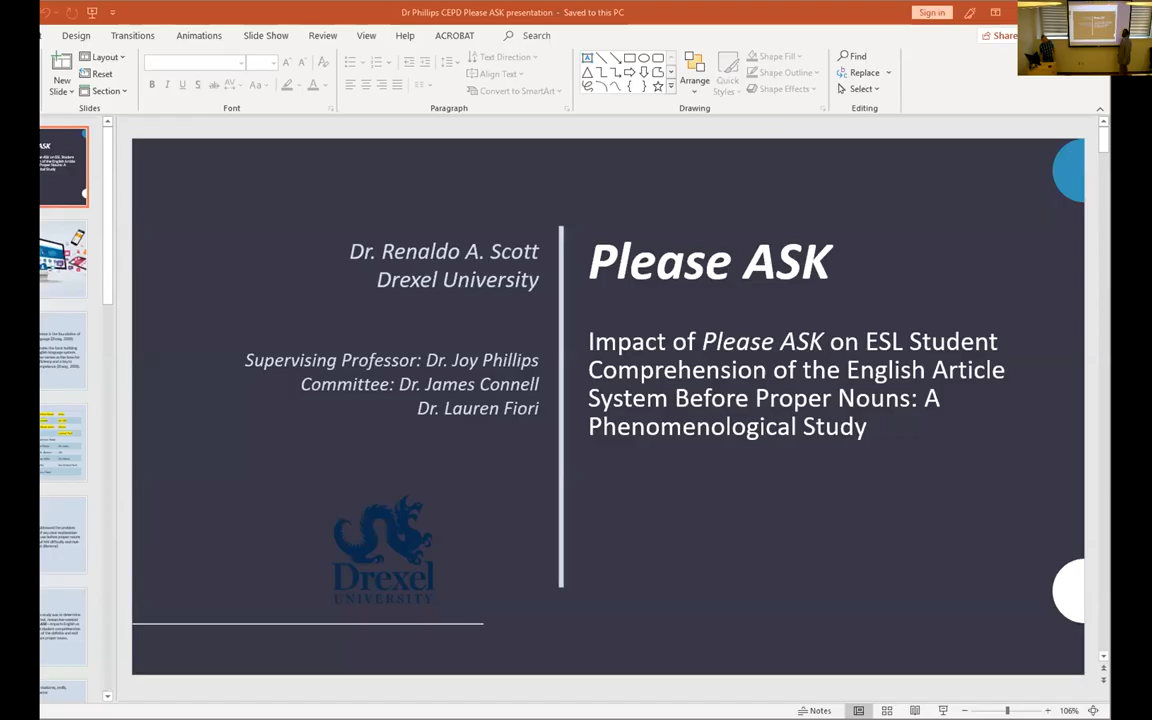 Dr Phillips CEPD Please ASK presentation - Saved to this PC
Sign in
Design Transitions Animations Slide Show Review View Help ACROBAT Search Share
New Slide
Layout
Reset
Section
Slides
Font
Text Direction
Align Text
Convert to SmartArt
Paragraph
Arrange
Quick Styles
Shape Fill
Shape Outline
Shape Effects
Drawing
Find
Replace
Select
Editing
Dr. Renaldo A. Scott
Drexel University
Supervising Professor: Dr. Joy Phillips
Committee: Dr. James Connell
Dr. Lauren Fiori
Drexel
UNIVERSITY
Please ASK
Impact of Please ASK on ESL Student
Comprehension of the English Article
System Before Proper Nouns: A
Phenomenological Study
Notes
106%